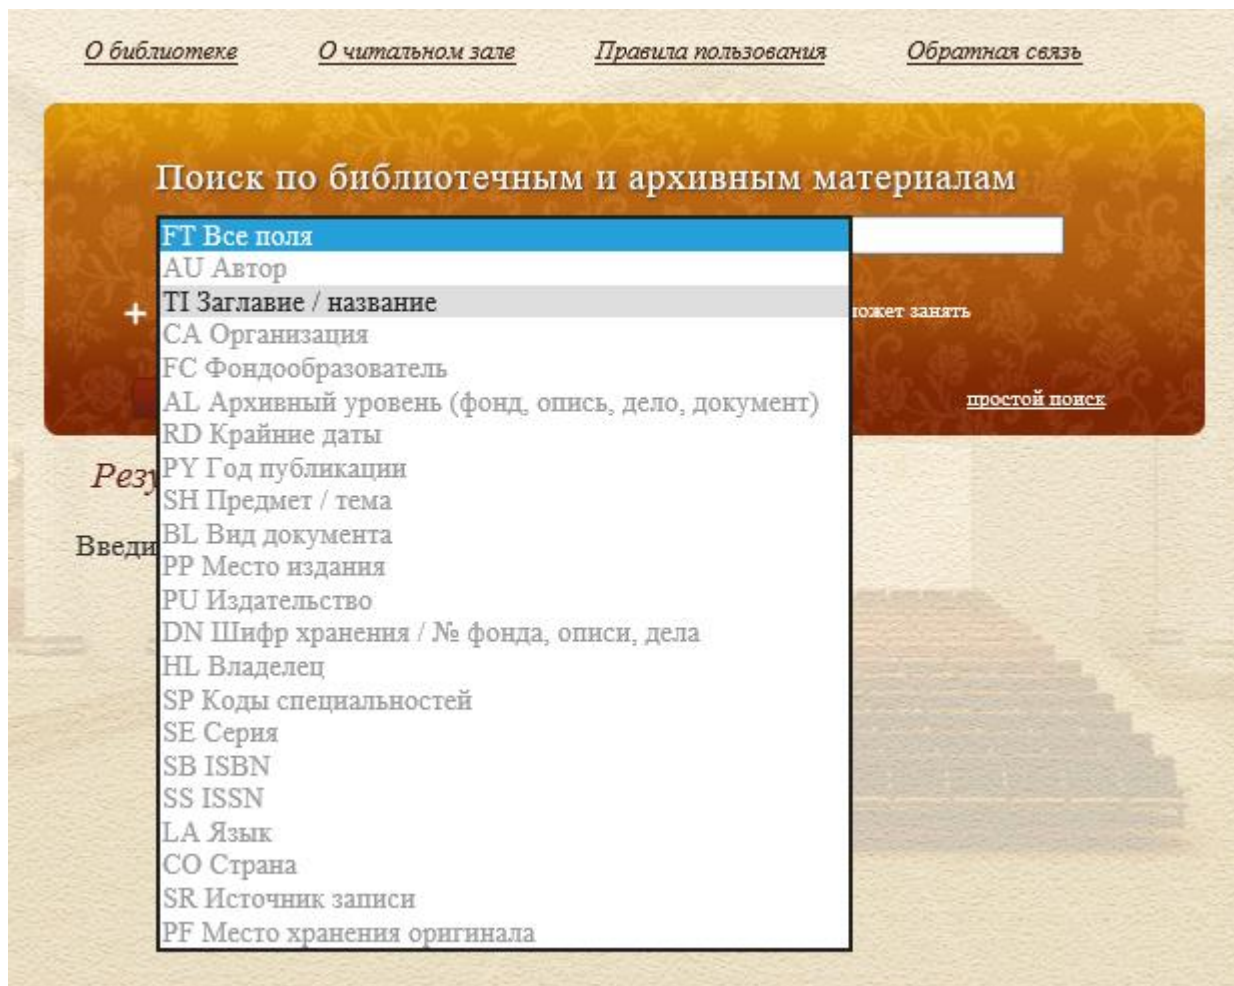 О библиотеке О читальном зале Правила пользования Обратная связь
Поиск по библиотечным и архивным материалам
FT Все поля
AU Автор
TI Заглавие / название
+ занять
CA Организация
FC Фондообразователь
AL Архивный уровень (фонд, опись, дело, документ) простой поиск
RD Крайние даты
PY Год публикации
SH Предмет / тема
BL Вид документа
PP Место издания
PU Издательство
DN Шифр хранения / № фонда, описи, дела
HL Владелец
SP Коды специальностей
SE Серия
SB ISBN
SS ISSN
LA Язык
CO Страна
SR Источник записи
PF Место хранения оригинала